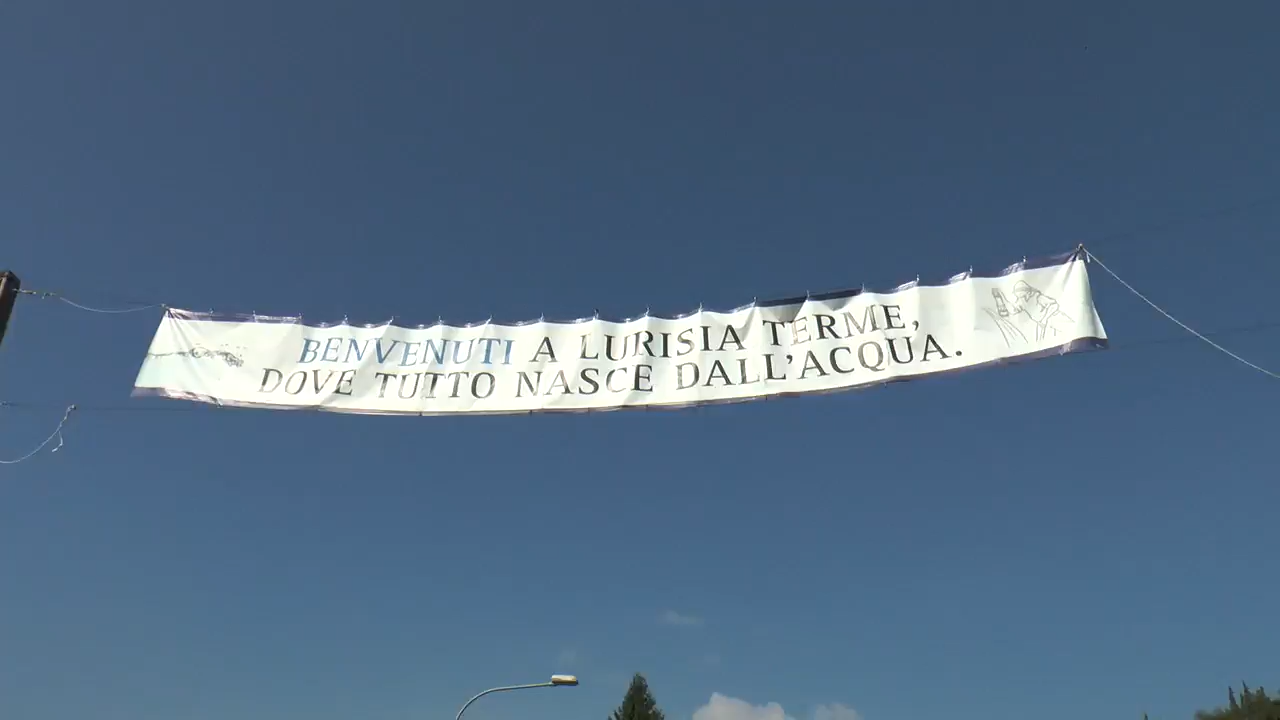 BENVENUTI A LURISIA TERME,
DOVE TUTTO NASCE DALL'ACQUA.